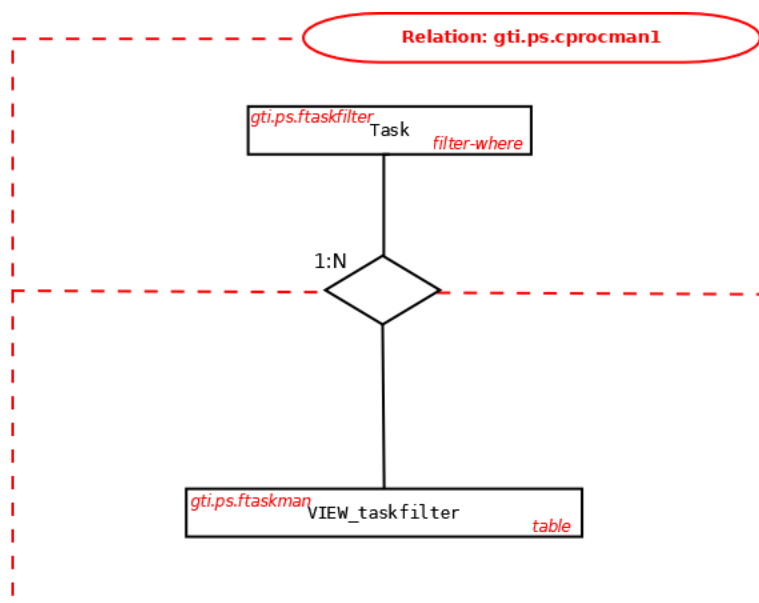 Relation: gti.ps.cprocman1
gti.ps.ftaskfilter
Task
filter-where
1:N
gti.ps.ftaskman
VIEW_taskfilter
table